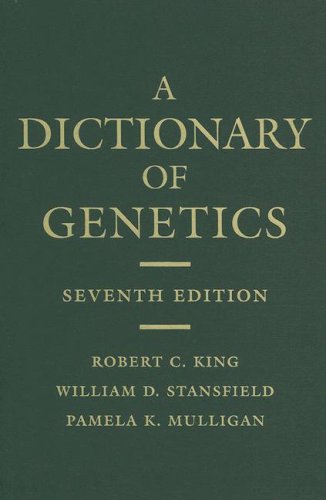 A
DICTIONARY
OF
GENETICS
SEVENTH EDITION
ROBERT C. KING
WILLIAM D. STANSFIELD
PAMELA K. MULLIGAN